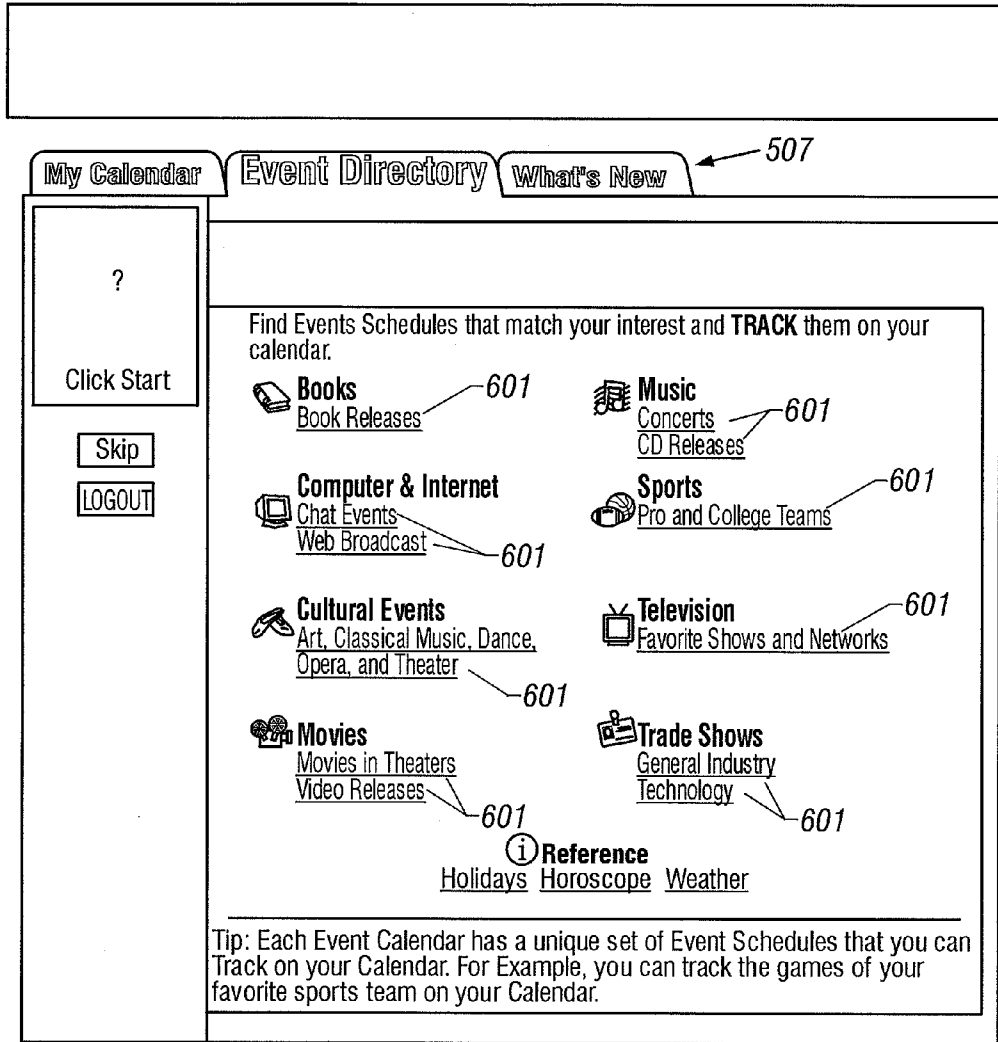 507
My Calendar Event Directory What's New
?
Click Start
Skip
LOGOUT
Find Events Schedules that match your interest and TRACK them on your
calendar.
Books 601
Book Releases
Music
Concerts 601
CD Releases
Computer & Internet
Chat Events
Web Broadcast 601
Sports 601
Pro and College Teams
Cultural Events
Art, Classical Music, Dance,
Opera, and Theater
601
Television 601
Favorite Shows and Networks
Movies
Movies in Theaters
Video Releases
601
Trade Shows
General Industry
Technology
601
i Reference
Holidays Horoscope Weather
Tip: Each Event Calendar has a unique set of Event Schedules that you can
Track on your Calendar. For Example, you can track the games of your
favorite sports team on your Calendar.